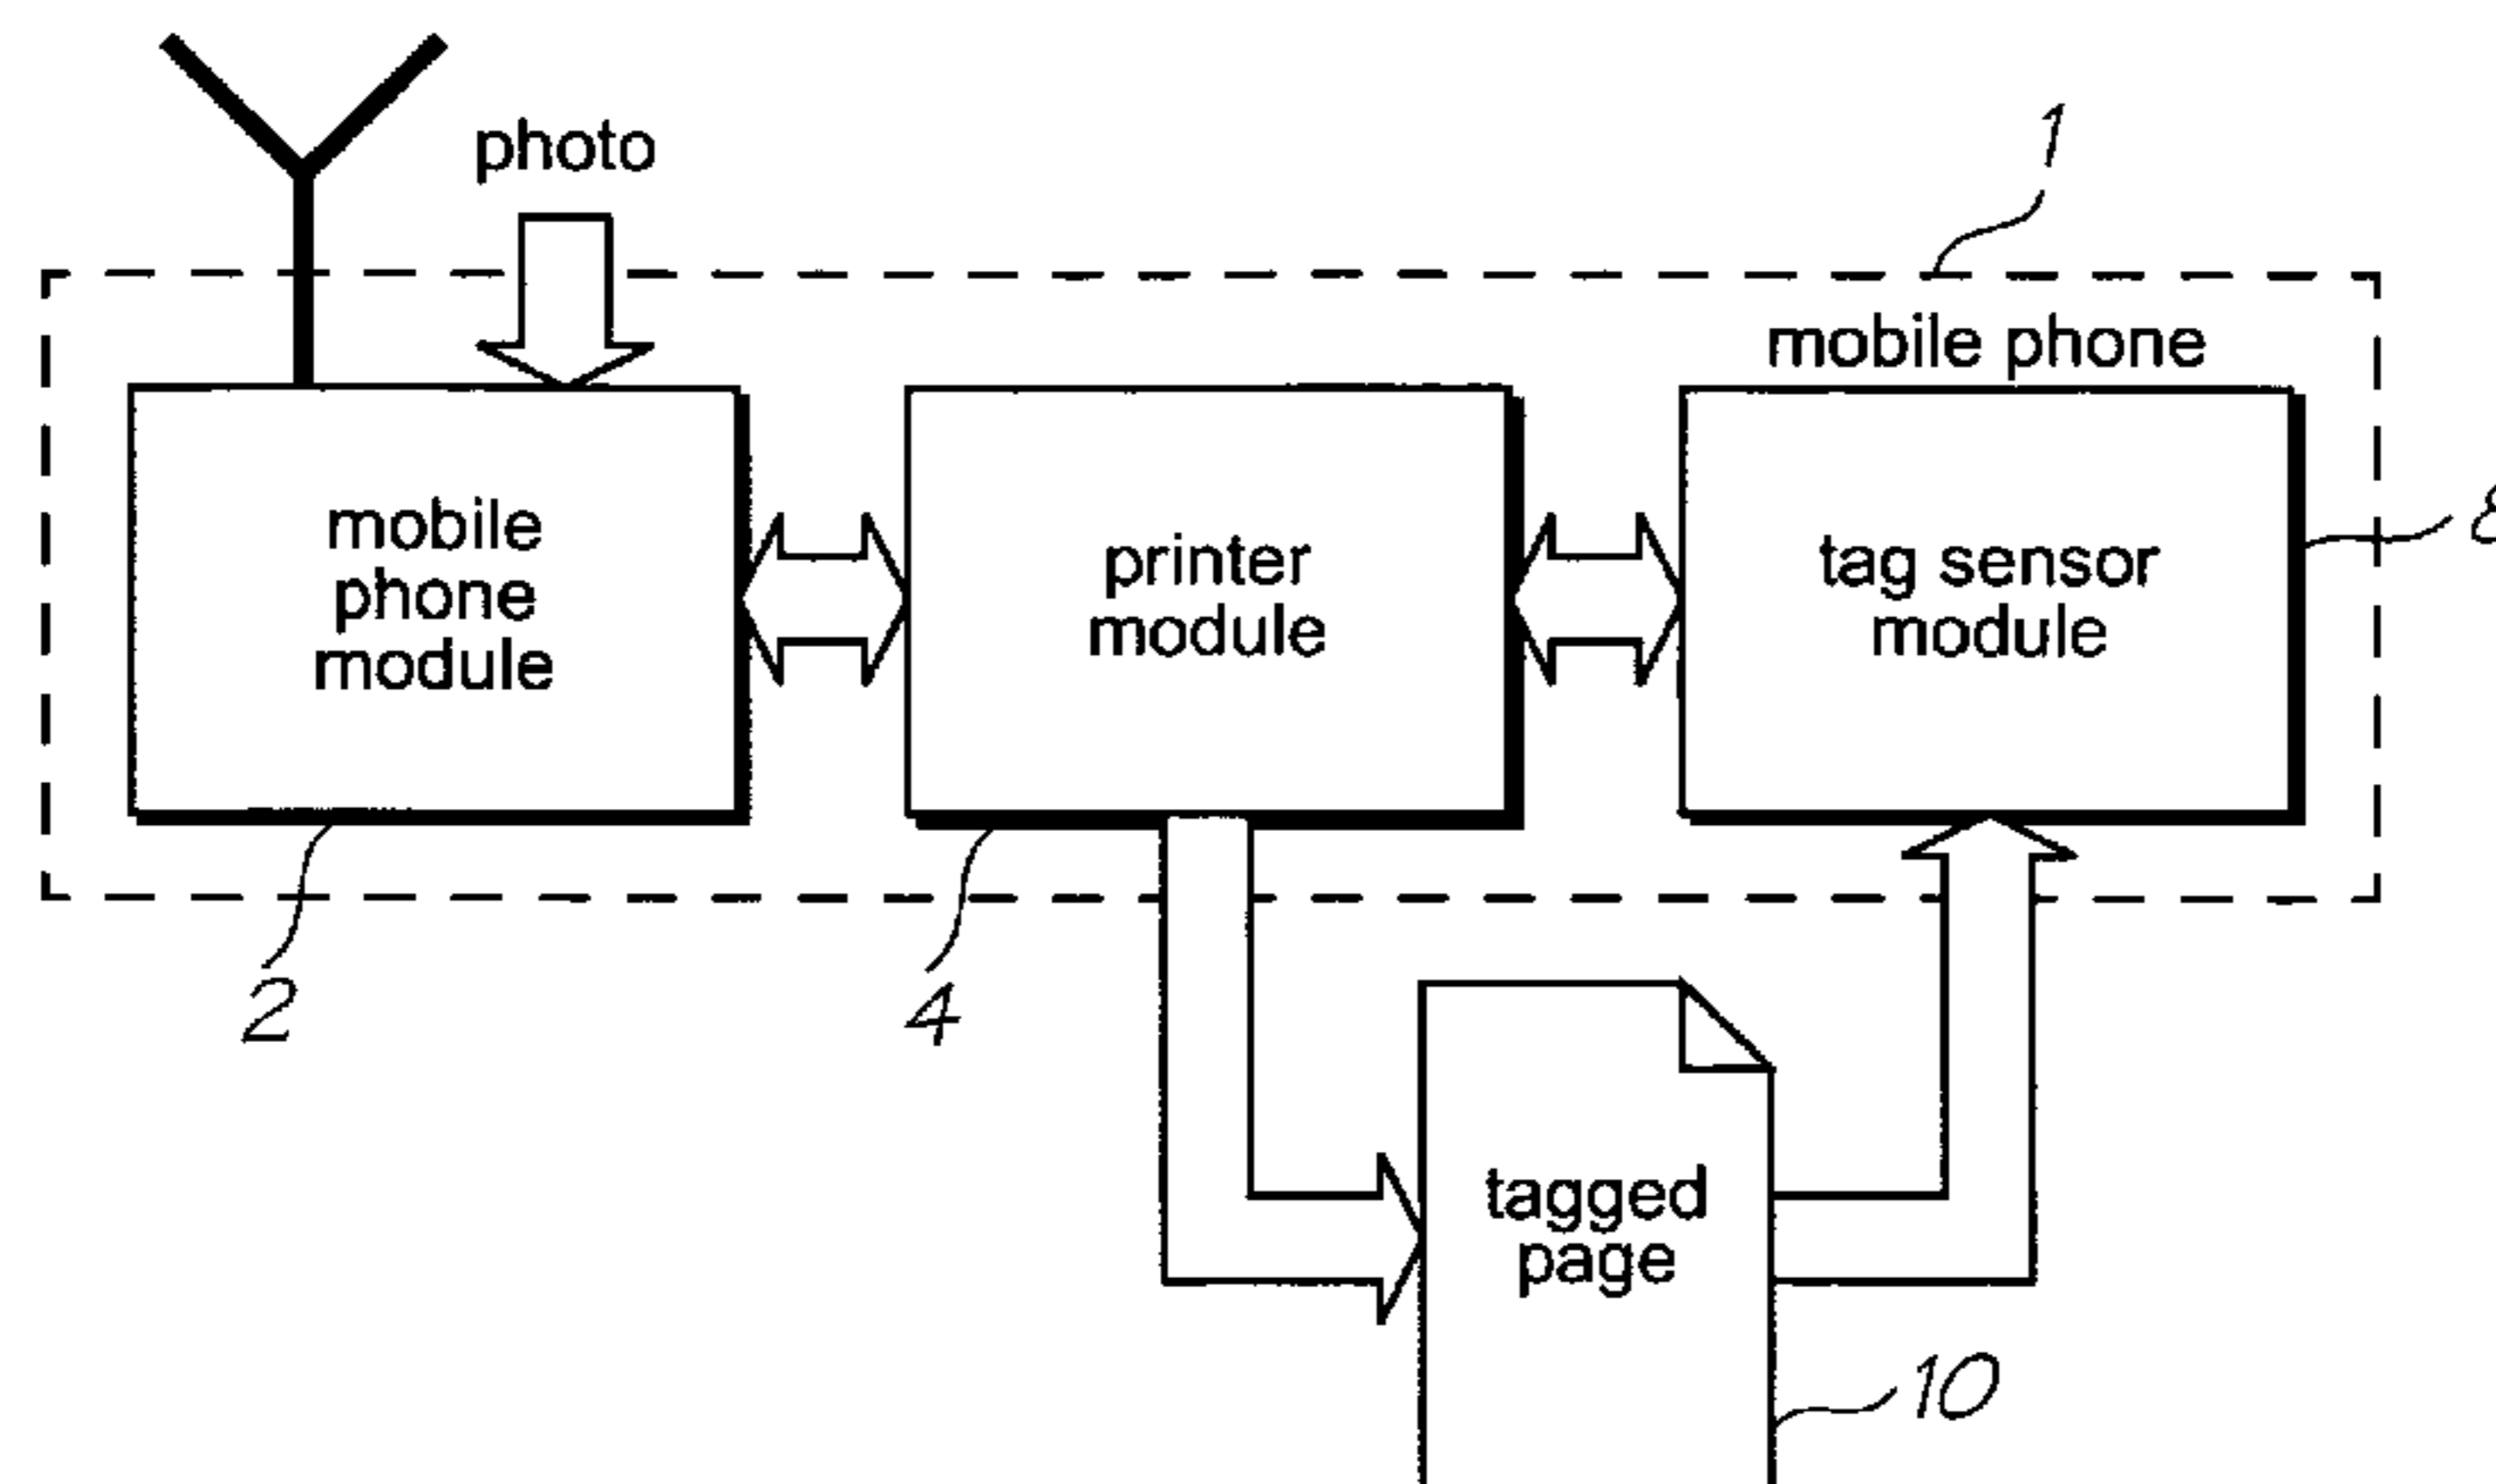 photo
1
mobile phone
mobile
phone
module
printer
module
tag sensor
module
2
4
tagged
page
10